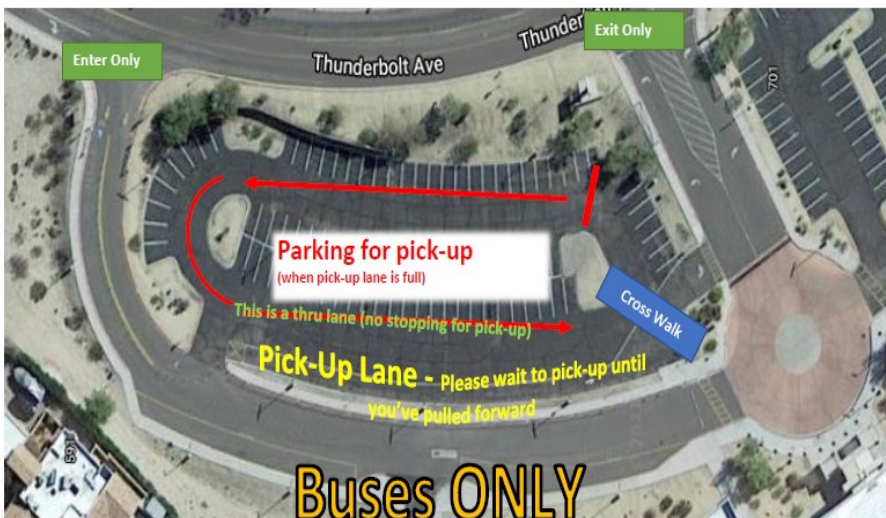 Enter Only
Exit Only
Thunderbolt Ave
701
Parking for pick-up
(when pick-up lane is full)
This is a thru lane (no stopping for pick-up)
Cross Walk
Pick-Up Lane - Please wait to pick-up until
you've pulled forward
Buses ONLY